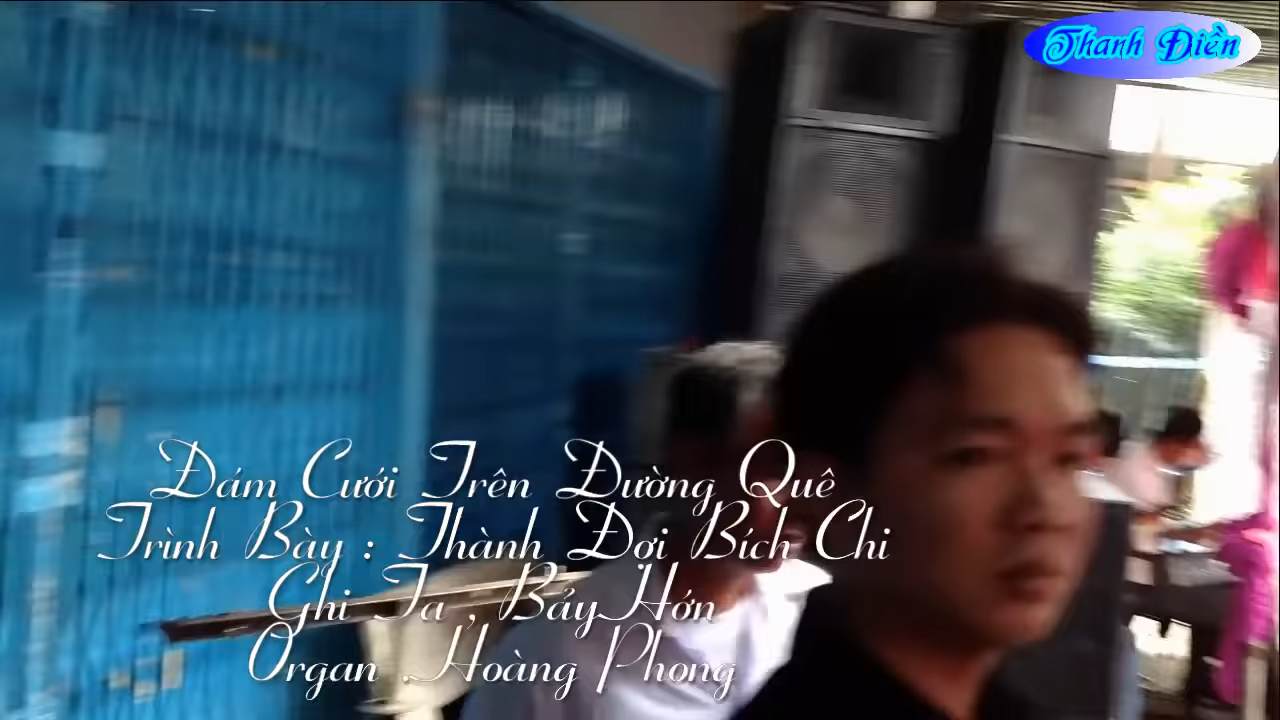 Thanh Điền
Đám Cưới Trên Đường Quê
Trình Bày : Thành Đợi Bích Chi
Ghi Ta , Bảy Hớn
Organ . Hoàng Phong